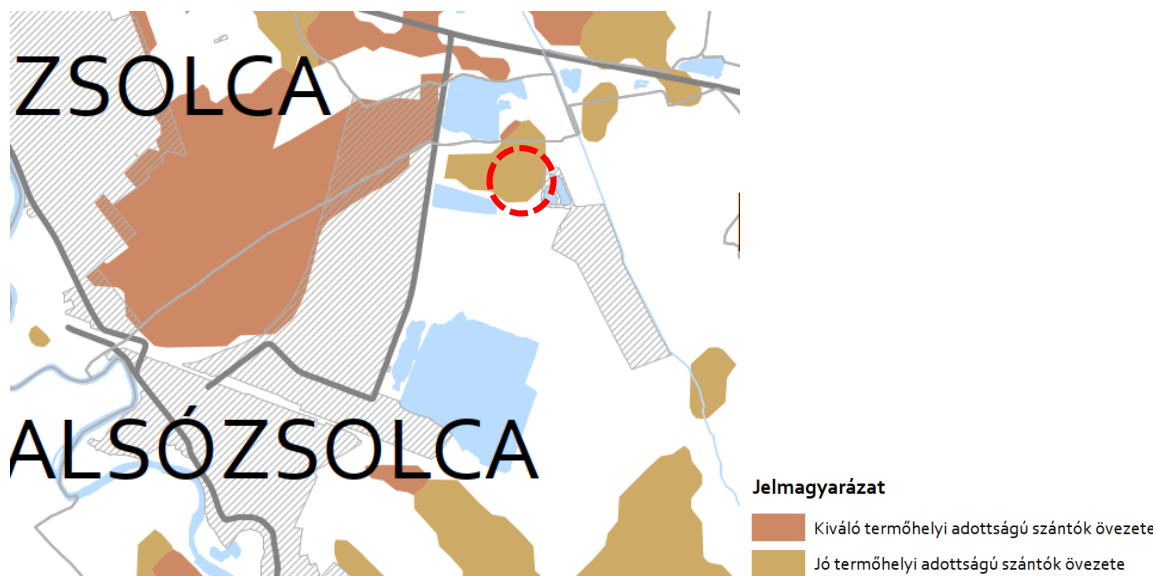 ZSOLCA
ALSÓZSOLCA
Jelmagyarázat
Kiváló termőhelyi adottságú szántók övezete
Jó termőhelyi adottságú szántók övezete